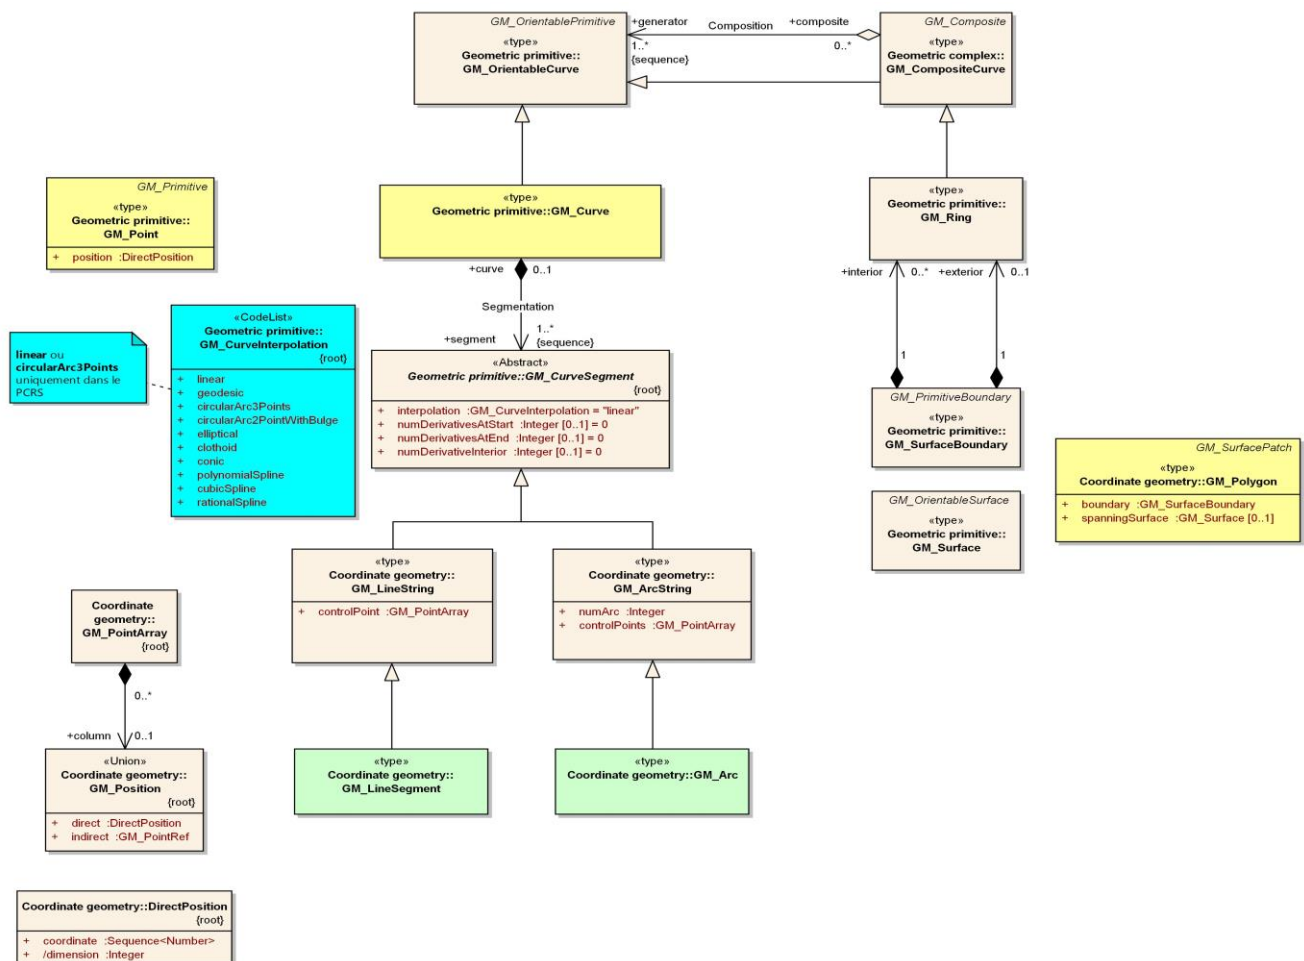 GM_OrientablePrimitive
«type»
Geometric primitive::
GM_OrientableCurve
+generator
Composition
+composite
1..*
{sequence}
0..*
GM_Composite
«type»
Geometric complex::
GM_CompositeCurve
GM_Primitive
«type»
Geometric primitive::
GM_Point
+ position :DirectPosition
«type»
Geometric primitive::GM_Curve
«type»
Geometric primitive::
GM_Ring
+curve
0..1
Segmentation
+segment
1..*
{sequence}
+interior
0..*
+exterior
0..1
1
1
linear ou
circularArc3Points
uniquement dans le
PCRS
«CodeList»
Geometric primitive::
GM_CurveInterpolation
{root}
+ linear
+ geodesic
+ circularArc3Points
+ circularArc2PointWithBulge
+ elliptical
+ clothoid
+ conic
+ polynomialSpline
+ cubicSpline
+ rationalSpline
«Abstract»
Geometric primitive::GM_CurveSegment
{root}
+ interpolation :GM_CurveInterpolation = "linear"
+ numDerivativesAtStart :Integer [0..1] = 0
+ numDerivativesAtEnd :Integer [0..1] = 0
+ numDerivativeInterior :Integer [0..1] = 0
GM_PrimitiveBoundary
«type»
Geometric primitive::
GM_SurfaceBoundary
GM_SurfacePatch
«type»
Coordinate geometry::GM_Polygon
+ boundary :GM_SurfaceBoundary
+ spanningSurface :GM_Surface [0..1]
GM_OrientableSurface
«type»
Geometric primitive::
GM_Surface
«type»
Coordinate geometry::
GM_LineString
+ controlPoint :GM_PointArray
«type»
Coordinate geometry::
GM_ArcString
+ numArc :Integer
+ controlPoints :GM_PointArray
Coordinate
geometry::
GM_PointArray
{root}
0..*
+column
0..1
«Union»
Coordinate geometry::
GM_Position
{root}
+ direct :DirectPosition
+ indirect :GM_PointRef
«type»
Coordinate geometry::
GM_LineSegment
«type»
Coordinate geometry::GM_Arc
Coordinate geometry::DirectPosition
{root}
+ coordinate :Sequence<Number>
+ /dimension :Integer